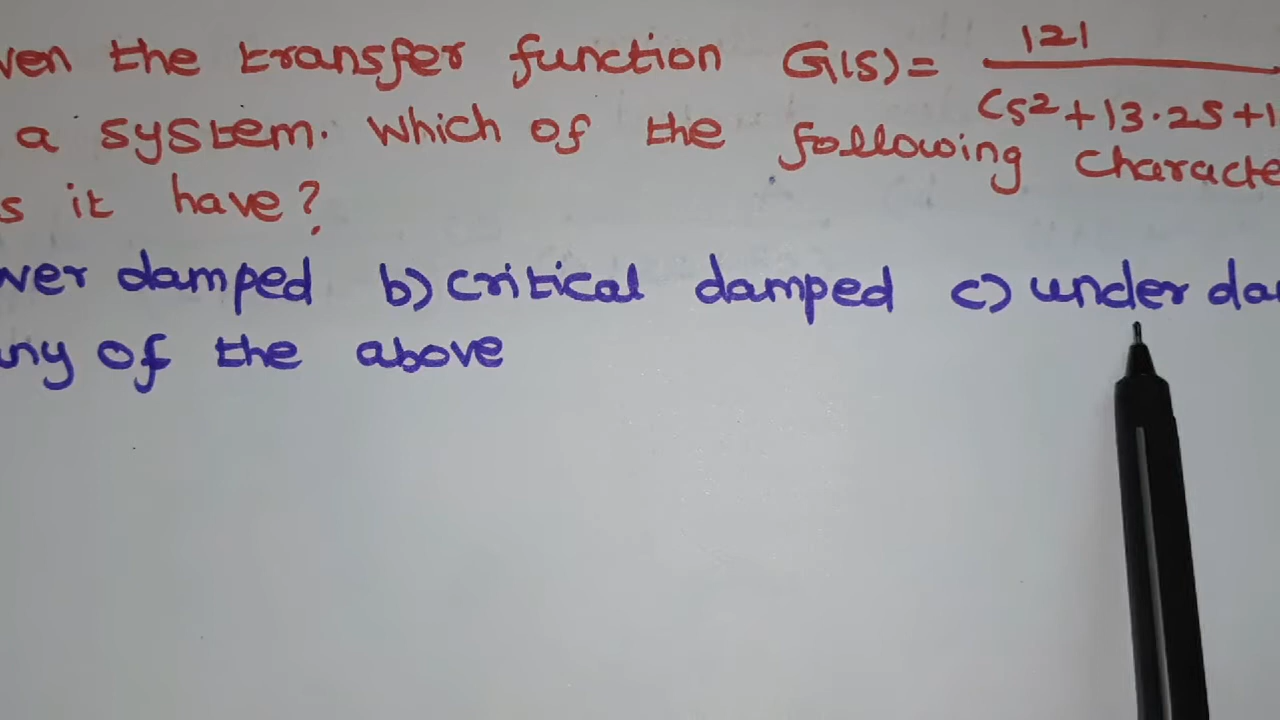 ven the transfer function G(s)= 121
(s²+13.2s+1
a system. Which of the following characte
s it have?
ver damped b) critical damped c) under da
ny of the above